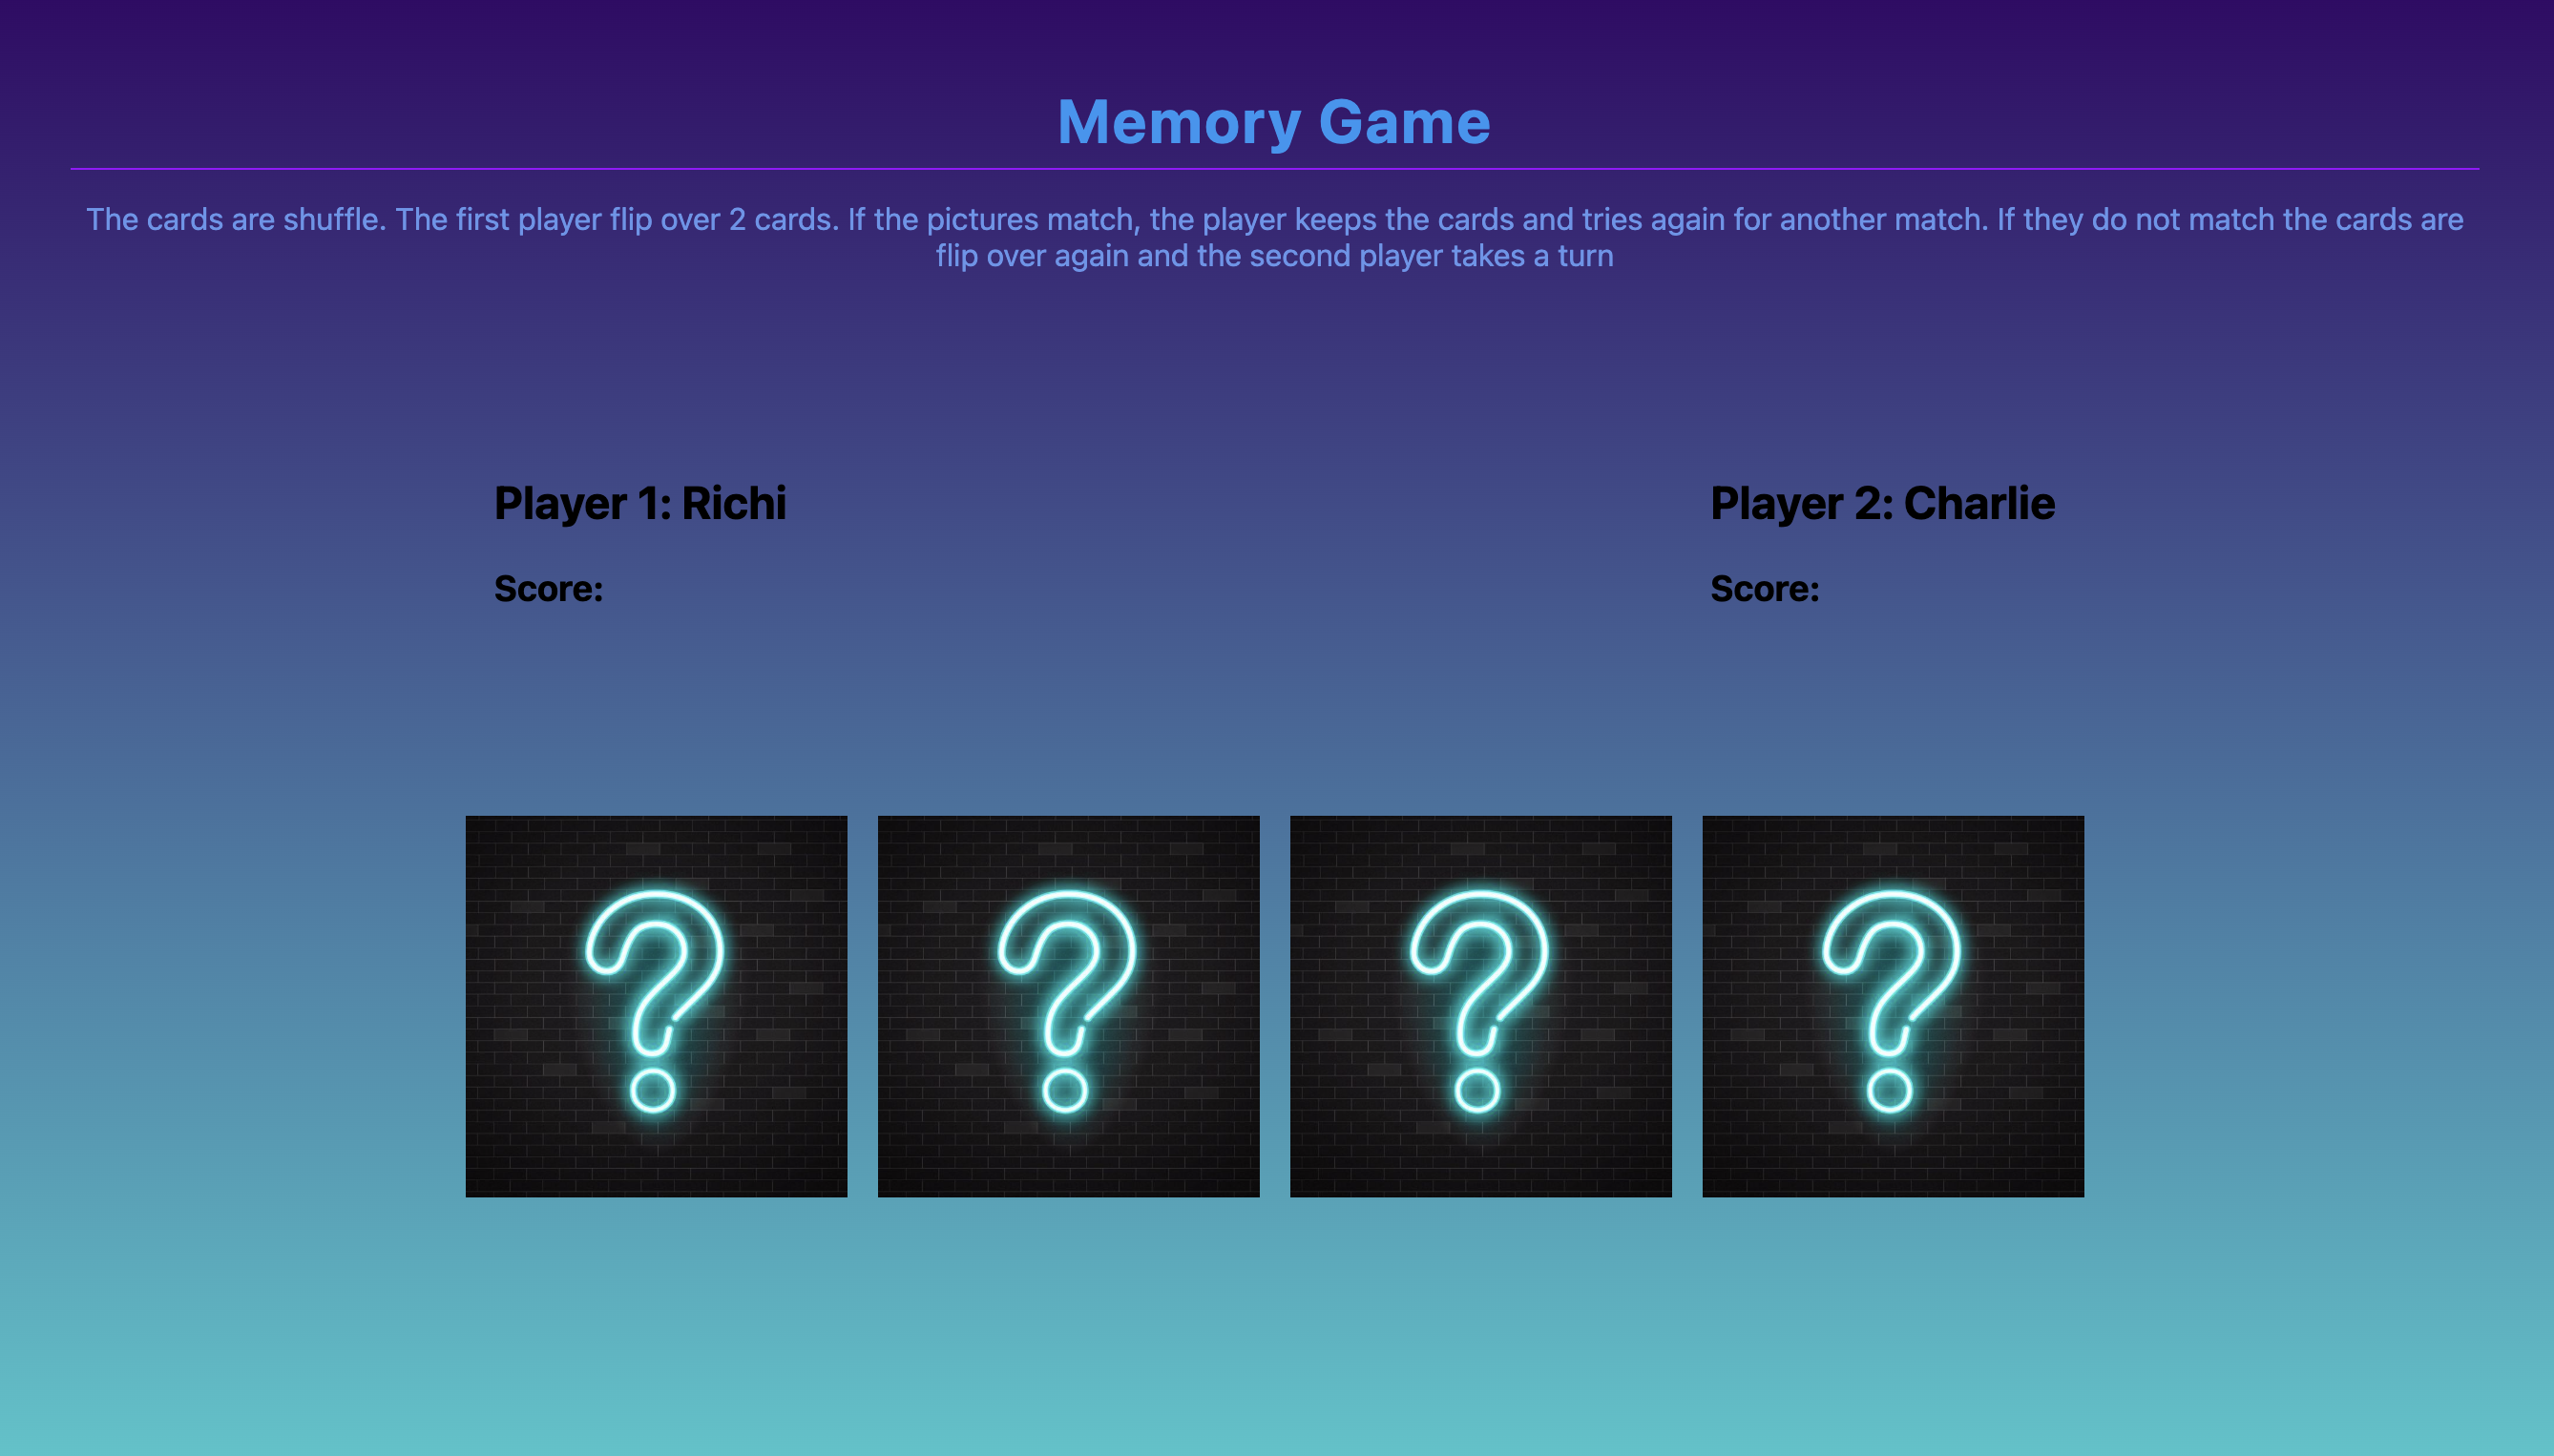 Memory Game
The cards are shuffle. The first player flip over 2 cards. If the pictures match, the player keeps the cards and tries again for another match. If they do not match the cards are
flip over again and the second player takes a turn
Player 1: Richi
Player 2: Charlie
Score:
Score:
? ? ? ?